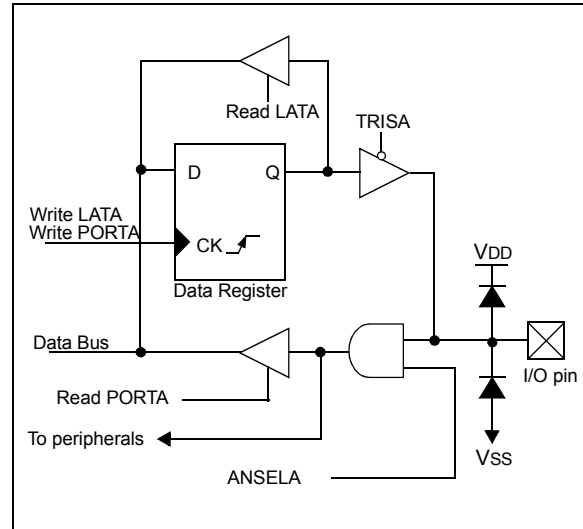 Read LATA
TRISA
D
Q
Write LATA
Write PORTA
CK
Data Register
VDD
Data Bus
I/O pin
Read PORTA
To peripherals
VSS
ANSELA